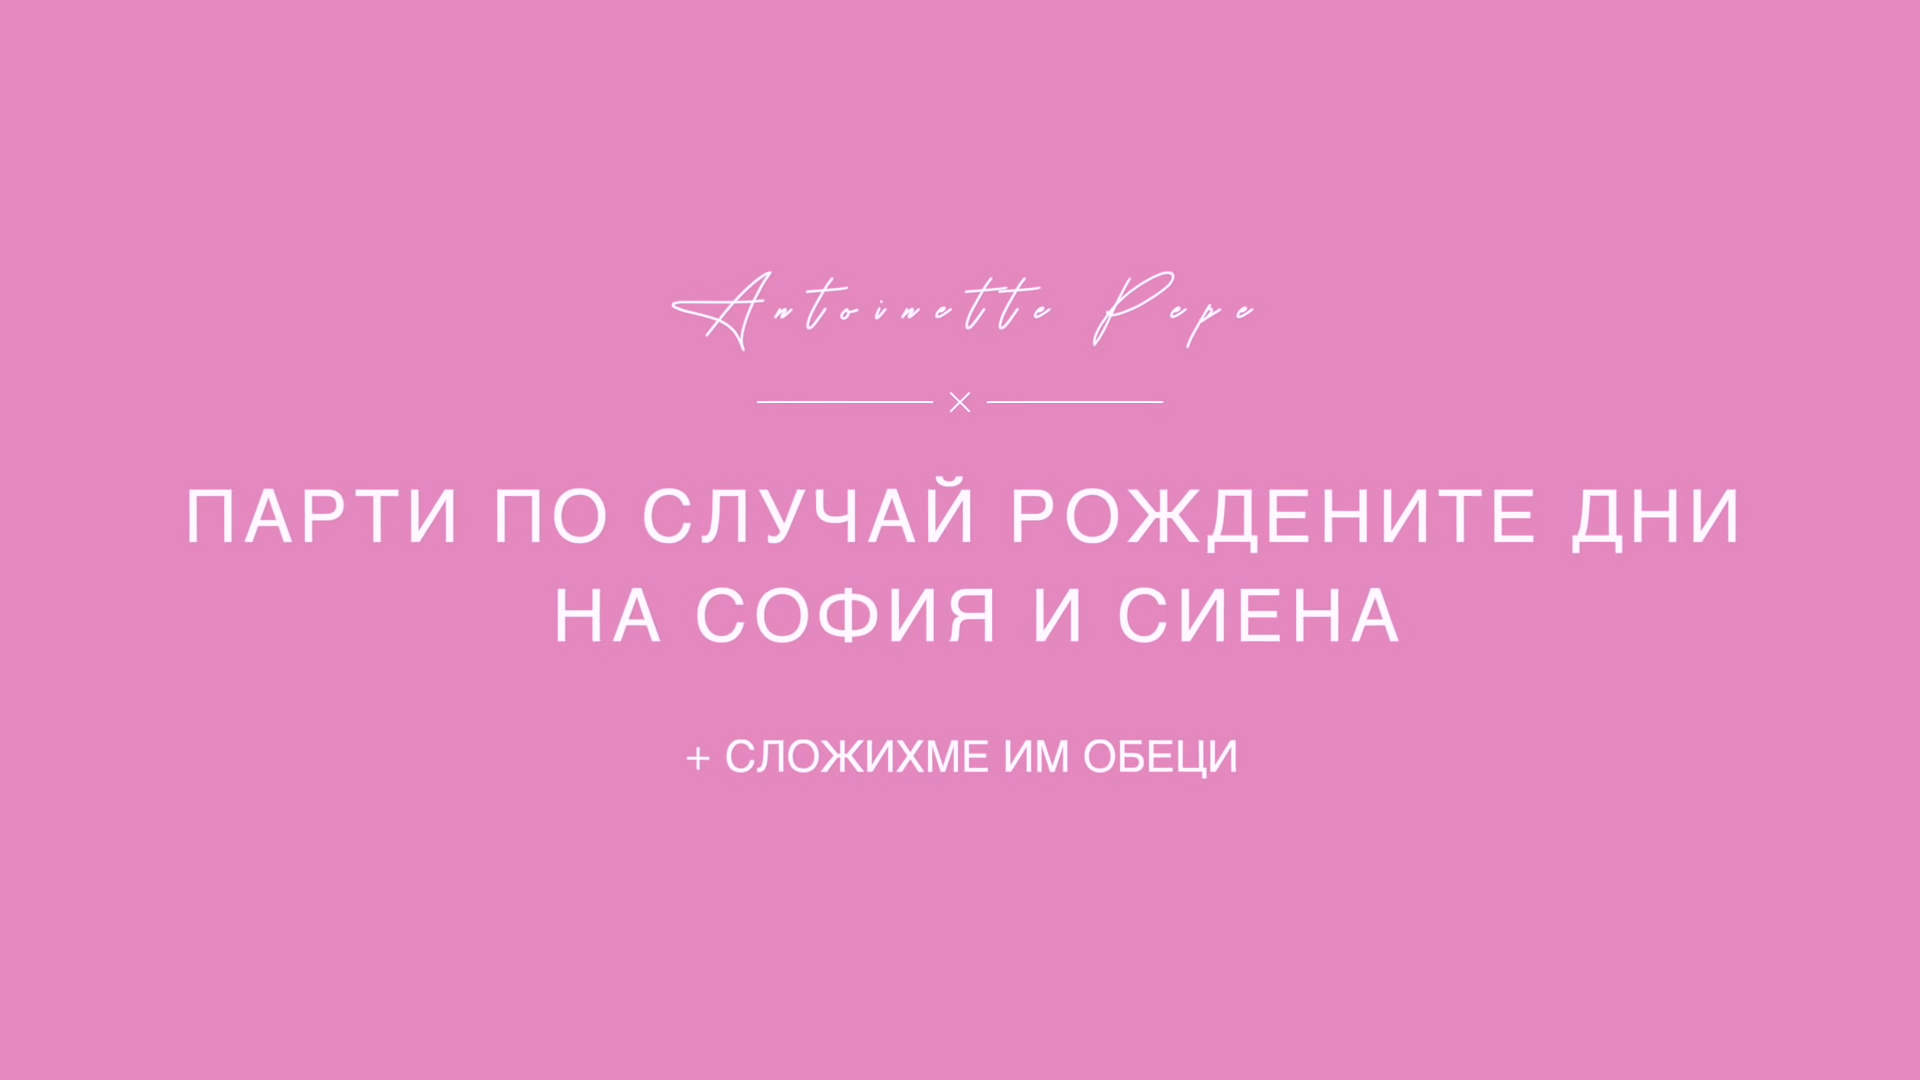 Antoinette Pepe
ПАРТИ ПО СЛУЧАЙ РОЖДЕНИТЕ ДНИ
НА СОФИЯ И СИЕНА
+ СЛОЖИХМЕ ИМ ОБЕЦИ